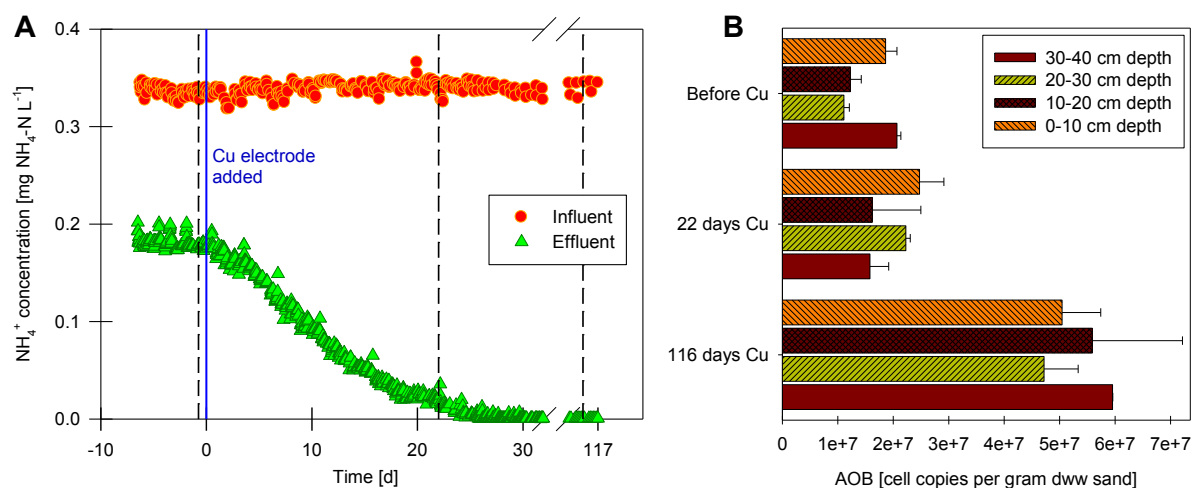 A
NH₄⁺ concentration [mg NH₄-N L⁻¹]
0.4
0.3
0.2
0.1
0.0
Cu electrode
added
Influent
Effluent
-10
0
10
20
30
117
Time [d]
B
30-40 cm depth
20-30 cm depth
10-20 cm depth
0-10 cm depth
Before Cu
22 days Cu
116 days Cu
0
1e+7
2e+7
3e+7
4e+7
5e+7
6e+7
7e+7
AOB [cell copies per gram dww sand]